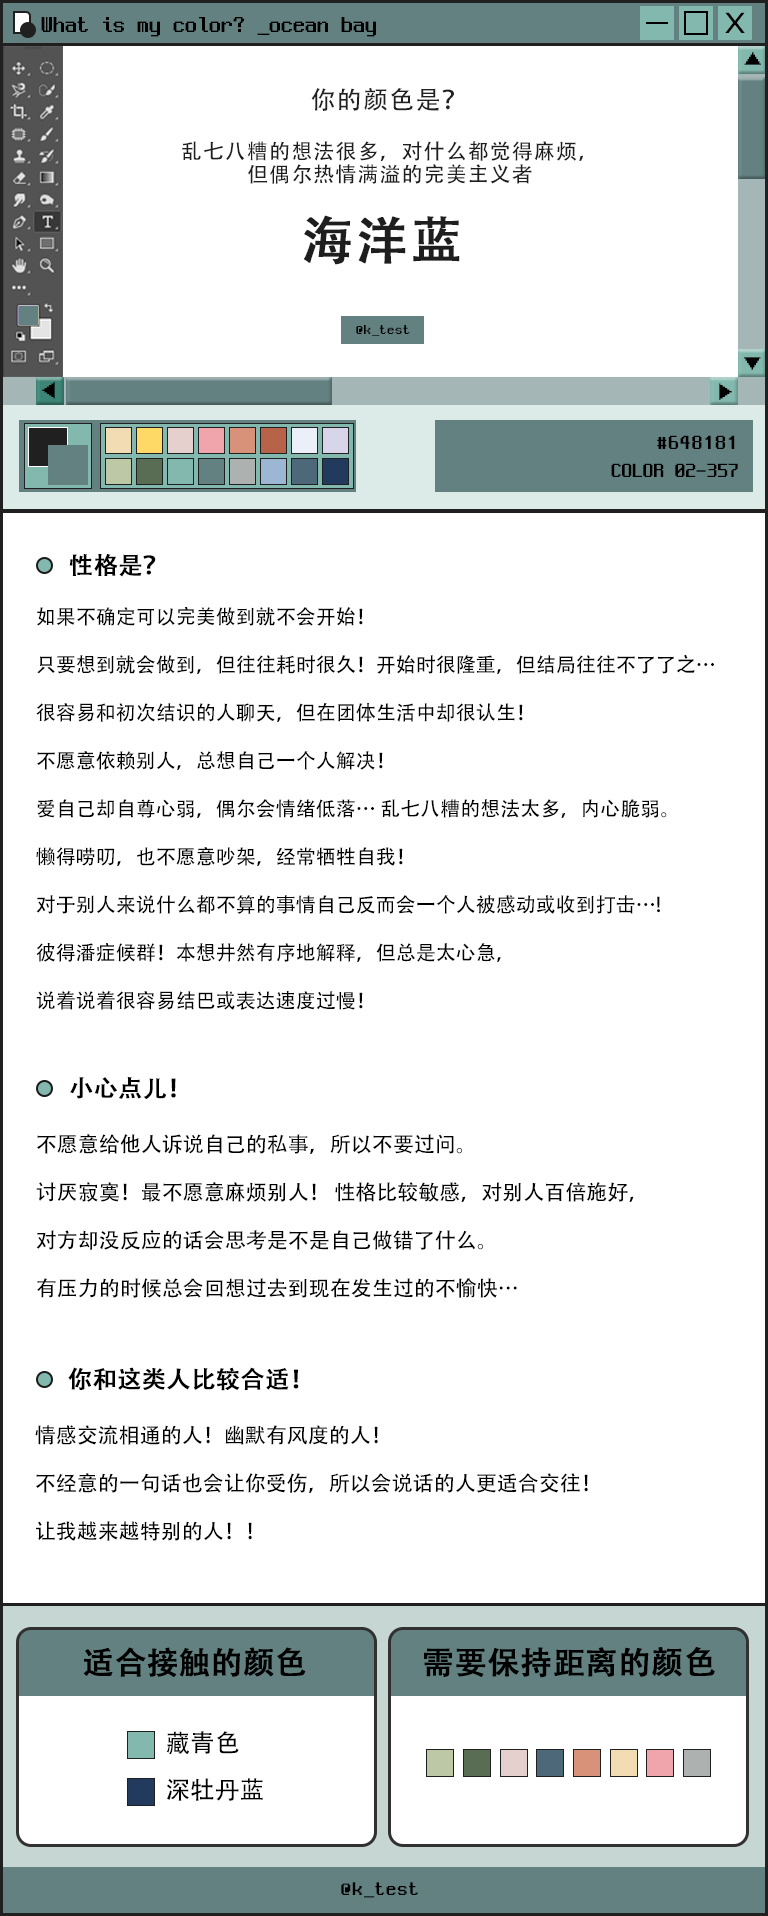 What is my color? _ocean bay
你的颜色是?
乱七八糟的想法很多，对什么都觉得麻烦，
但偶尔热情满溢的完美主义者
海洋蓝
@k_test
#648181
COLOR 02-357
性格是?
如果不确定可以完美做到就不会开始!
只要想到就会做到，但往往耗时很久! 开始时很隆重，但结局往往不了了之…
很容易和初次结识的人聊天，但在团体生活中却很认生!
不愿意依赖别人，总想自己一个人解决!
爱自己却自尊心弱，偶尔会情绪低落… 乱七八糟的想法太多，内心脆弱。
懒得唠叨，也不愿意吵架，经常牺牲自我!
对于别人来说什么都不算的事情自己反而会一个人被感动或收到打击…!
彼得潘症候群! 本想井然有序地解释，但总是太心急，
说着说着很容易结巴或表达速度过慢!
小心点儿!
不愿意给他人诉说自己的私事，所以不要过问。
讨厌寂寞! 最不愿意麻烦别人! 性格比较敏感，对别人百倍施好，
对方却没反应的话会思考是不是自己做错了什么。
有压力的时候总会回想过去到现在发生过的不愉快…
你和这类人比较合适!
情感交流相通的人! 幽默有风度的人!
不经意的一句话也会让你受伤，所以会说话的人更适合交往!
让我越来越特别的人! !
适合接触的颜色
需要保持距离的颜色
藏青色
深牡丹蓝
@k_test